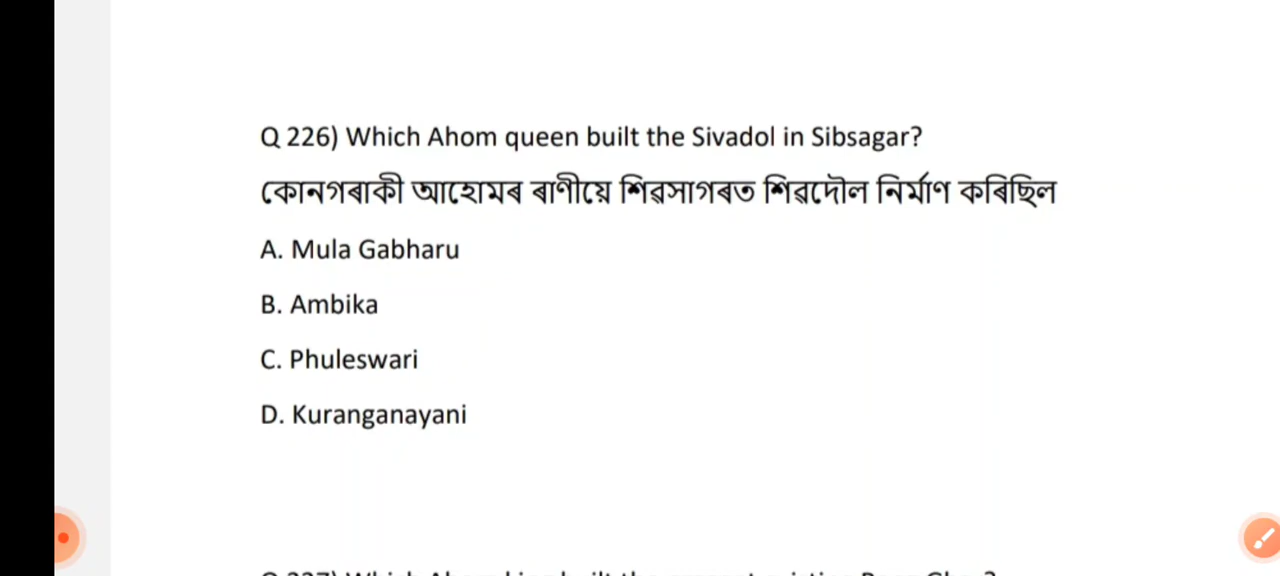 Q 226) Which Ahom queen built the Sivadol in Sibsagar?
কোনগৰাকী আহোমৰ ৰাণীয়ে শিৱসাগৰত শিৱদৌল নিৰ্মাণ কৰিছিল
A. Mula Gabharu
B. Ambika
C. Phuleswari
D. Kuranganayani